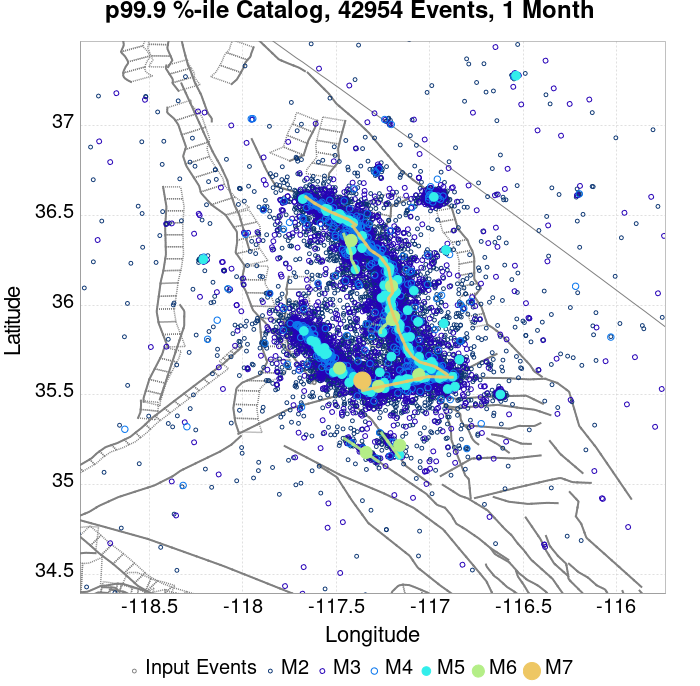 p99.9 %-ile Catalog, 42954 Events, 1 Month
Latitude
37
36.5
36
35.5
35
34.5
-118.5 -118 -117.5 -117 -116.5 -116
Longitude
Input Events M2 M3 M4 M5 M6 M7